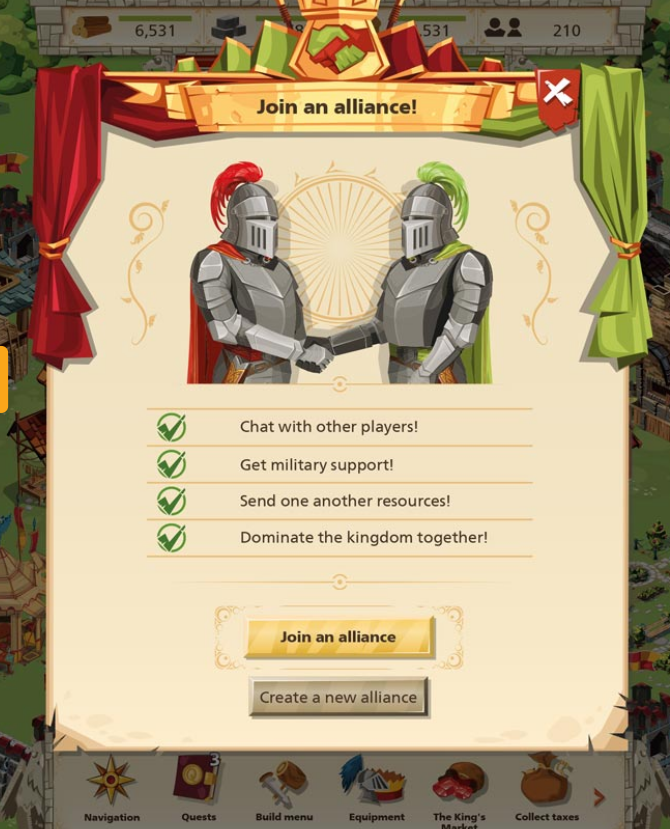 6,531
.531
210
Join an alliance!
Chat with other players!
Get military support!
Send one another resources!
Dominate the kingdom together!
Join an alliance
Create a new alliance
3
Navigation
Quests
Build menu
Equipment
The King's
Market
Collect taxes